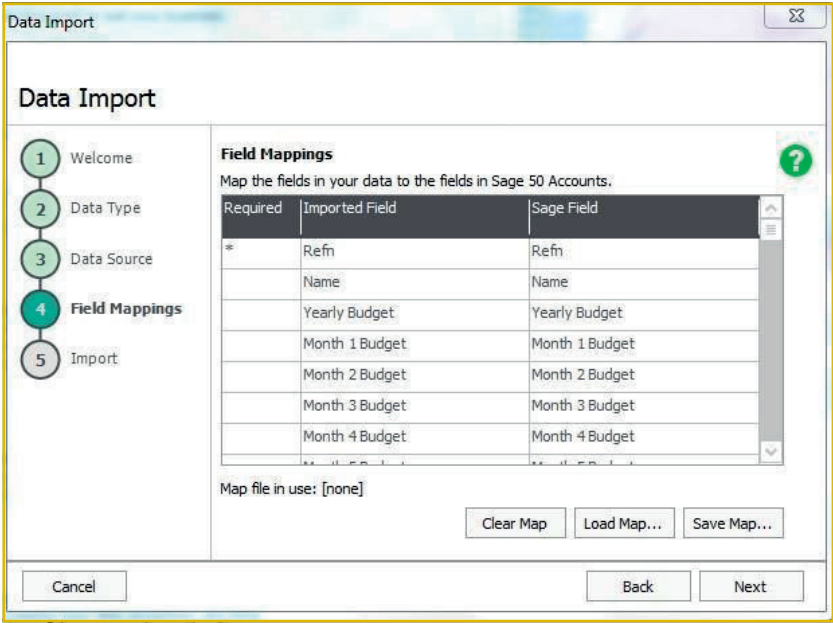 Data Import
Data Import
1 Welcome
2 Data Type
3 Data Source
4 Field Mappings
5 Import
Field Mappings
?
Map the fields in your data to the fields in Sage 50 Accounts.
Required Imported Field Sage Field
* Refn Refn
Name Name
Yearly Budget Yearly Budget
Month 1 Budget Month 1 Budget
Month 2 Budget Month 2 Budget
Month 3 Budget Month 3 Budget
Month 4 Budget Month 4 Budget
Map file in use: [none]
Clear Map Load Map... Save Map...
Cancel Back Next